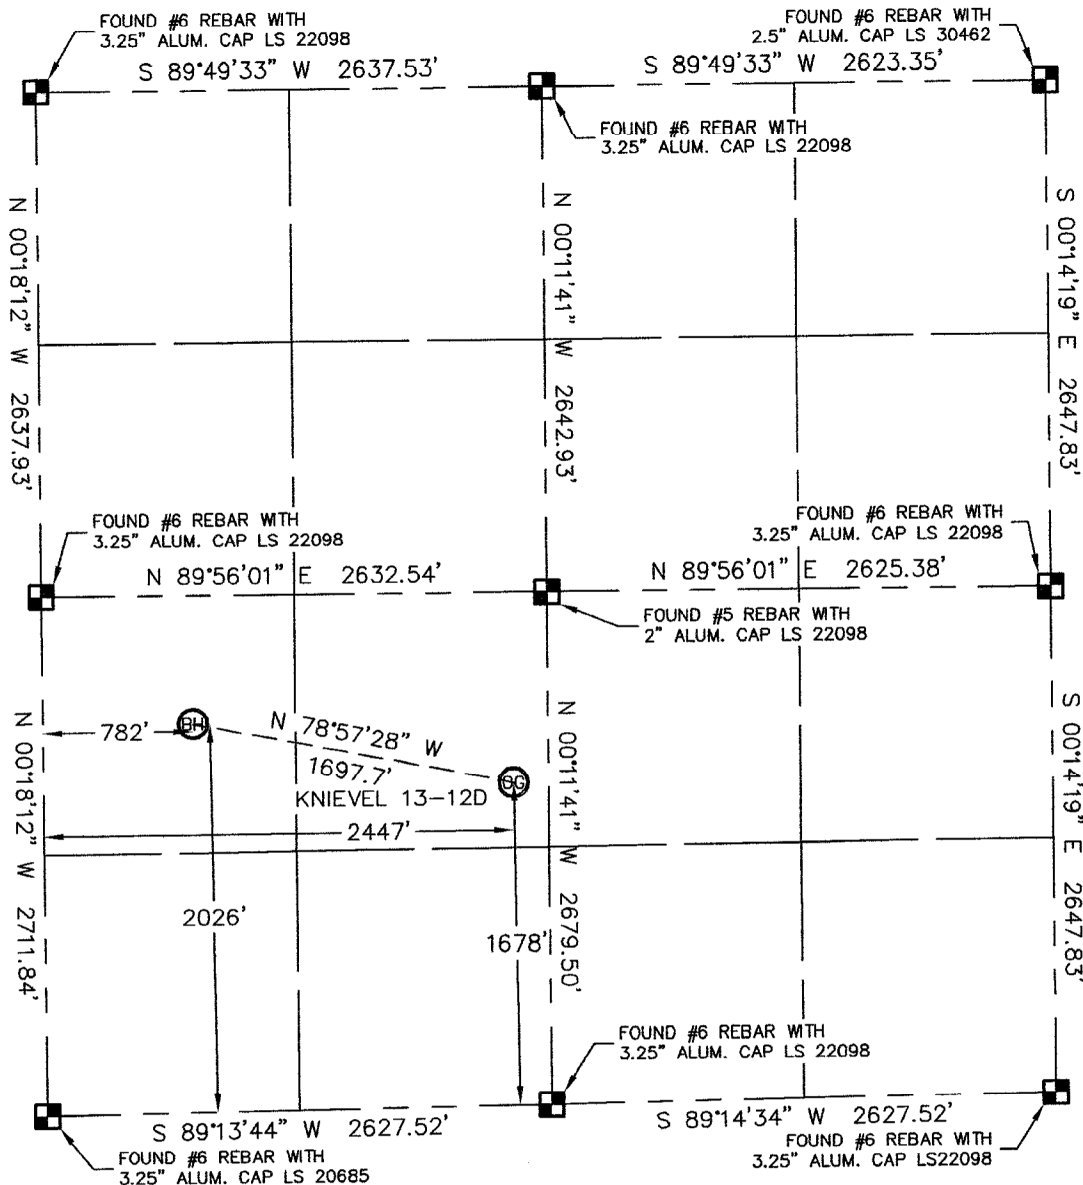 FOUND #6 REBAR WITH
3.25" ALUM. CAP LS 22098
S 89°49'33" W 2637.53'
FOUND #6 REBAR WITH
2.5" ALUM. CAP LS 30462
S 89°49'33" W 2623.35'
FOUND #6 REBAR WITH
3.25" ALUM. CAP LS 22098
N 00°18'12" W 2637.93'
N 00°11'41" W 2642.93'
S 00°14'19" E 2647.83'
FOUND #6 REBAR WITH
3.25" ALUM. CAP LS 22098
N 89°56'01" E 2632.54'
FOUND #6 REBAR WITH
3.25" ALUM. CAP LS 22098
N 89°56'01" E 2625.38'
FOUND #5 REBAR WITH
2" ALUM. CAP LS 22098
N 00°18'12" W 2711.84'
782'
BH
N 78°57'28" W
1697.7'
KNIEVEL 13-12D
2447'
2026'
1678'
N 00°11'41" W 2679.50'
S 00°14'19" E 2647.83'
FOUND #6 REBAR WITH
3.25" ALUM. CAP LS 22098
S 89°13'44" W 2627.52'
FOUND #6 REBAR WITH
3.25" ALUM. CAP LS 20685
S 89°14'34" W 2627.52'
FOUND #6 REBAR WITH
3.25" ALUM. CAP LS22098